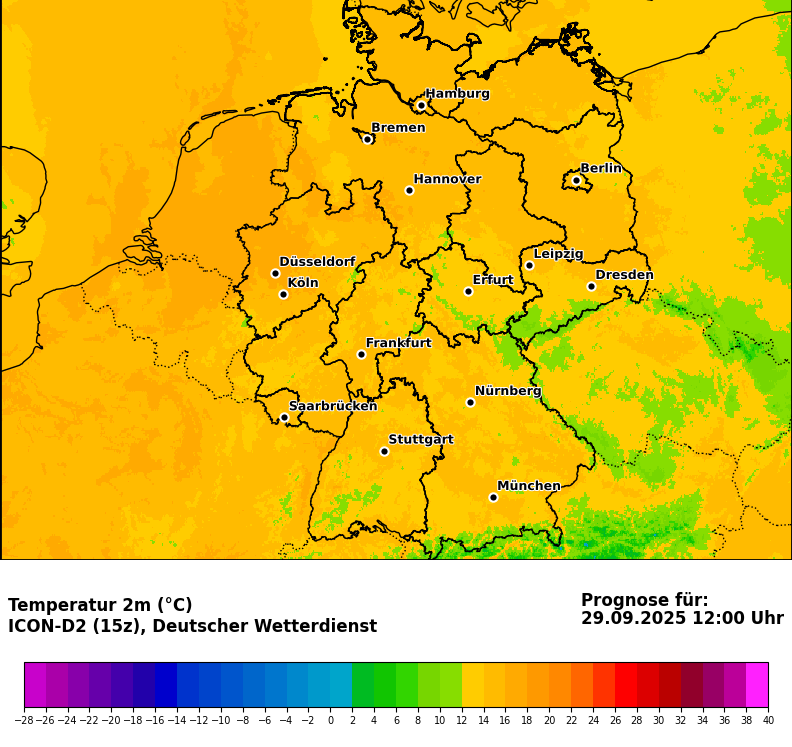 Hamburg
Bremen
Berlin
Hannover
Leipzig
Düsseldorf
Dresden
Köln
Erfurt
Frankfurt
Nürnberg
Saarbrücken
Stuttgart
München
Temperatur 2m (°C)
ICON-D2 (15z), Deutscher Wetterdienst
Prognose für:
29.09.2025 12:00 Uhr
−28 −26 −24 −22 −20 −18 −16 −14 −12 −10 −8 −6 −4 −2 0 2 4 6 8 10 12 14 16 18 20 22 24 26 28 30 32 34 36 38 40